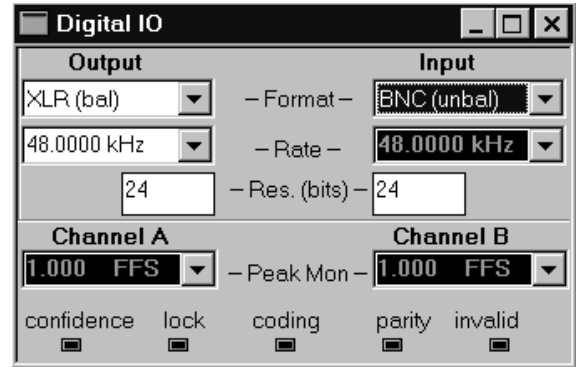 Digital IO
Output Input
XLR (bal) – Format – BNC (unbal)
48.0000 kHz – Rate – 48.0000 kHz
24 – Res. (bits) – 24
Channel A Channel B
1.000 FFS – Peak Mon – 1.000 FFS
confidence lock coding parity invalid